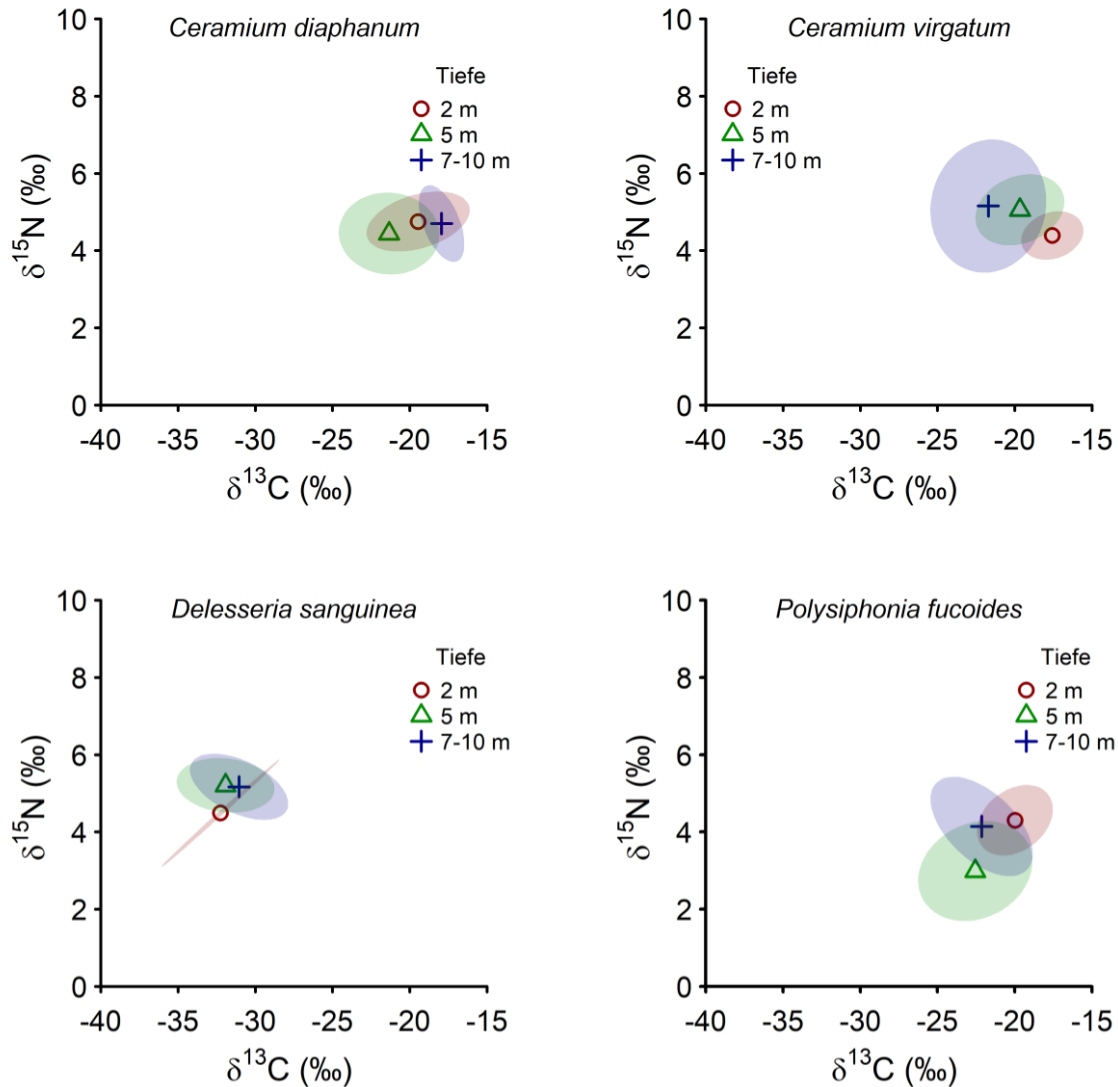 Ceramium diaphanum
Tiefe
2 m
5 m
7-10 m
10
8
6
4
2
0
-40 -35 -30 -25 -20 -15
δ¹⁵N (‰)
δ¹³C (‰)
Ceramium virgatum
Tiefe
2 m
5 m
7-10 m
10
8
6
4
2
0
-40 -35 -30 -25 -20 -15
δ¹⁵N (‰)
δ¹³C (‰)
Delesseria sanguinea
Tiefe
2 m
5 m
7-10 m
10
8
6
4
2
0
-40 -35 -30 -25 -20 -15
δ¹⁵N (‰)
δ¹³C (‰)
Polysiphonia fucoides
Tiefe
2 m
5 m
7-10 m
10
8
6
4
2
0
-40 -35 -30 -25 -20 -15
δ¹⁵N (‰)
δ¹³C (‰)